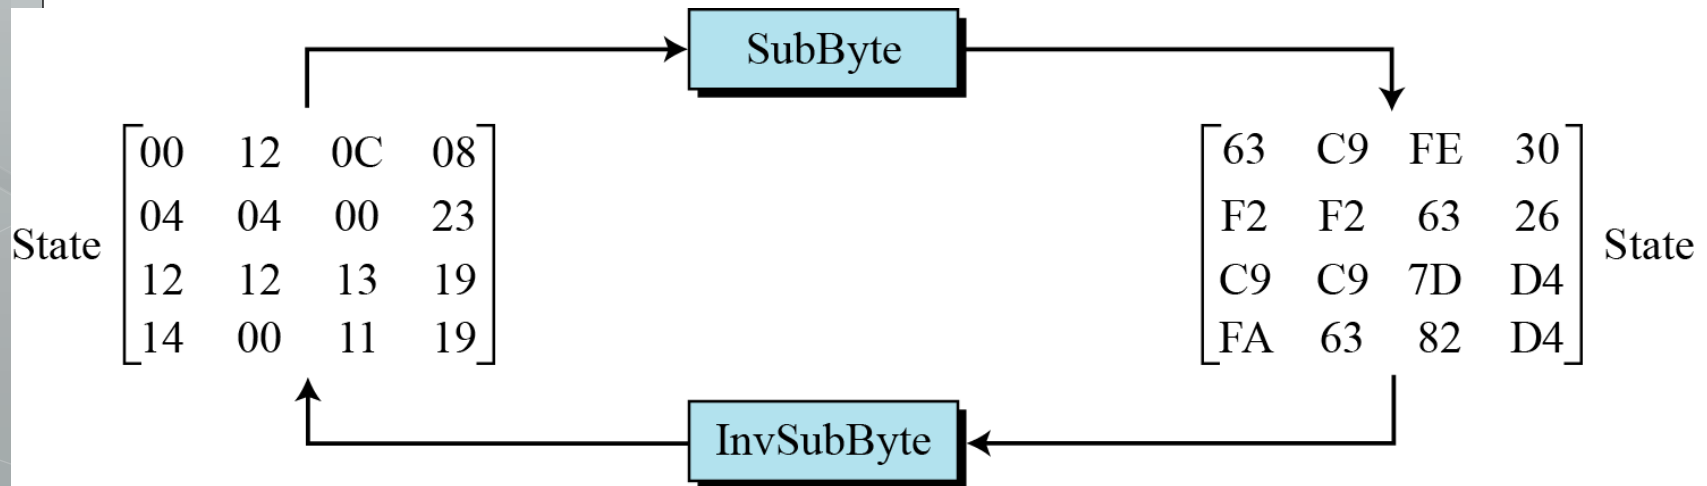 SubByte
00 12 0C 08
04 04 00 23
12 12 13 19
14 00 11 19
State
63 C9 FE 30
F2 F2 63 26
C9 C9 7D D4
FA 63 82 D4
State
InvSubByte